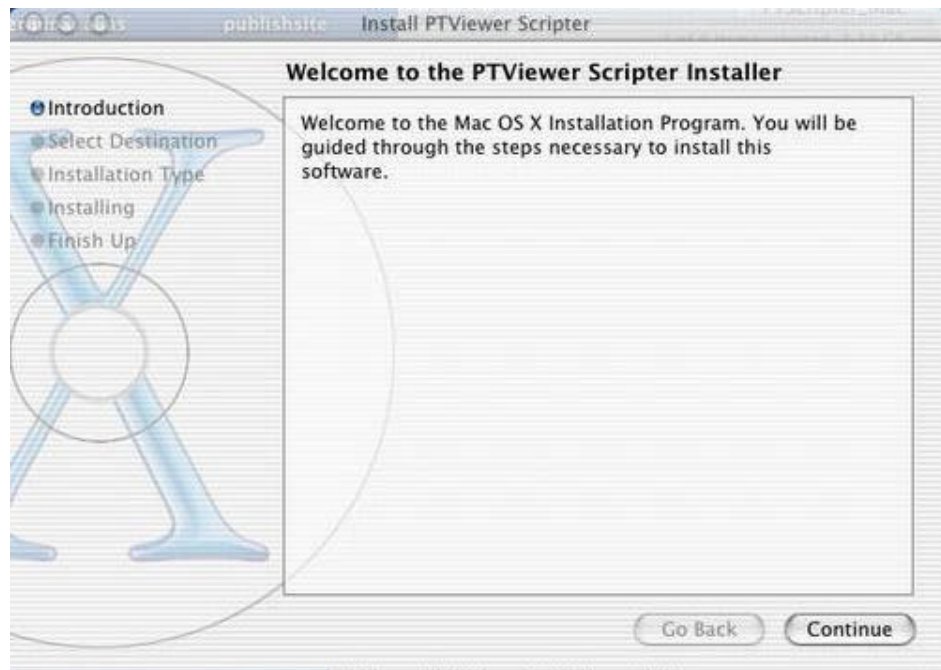 publishsite
Install PTViewer Scripter
Welcome to the PTViewer Scripter Installer
Introduction
Select Destination
Installation Type
Installing
Finish Up
Welcome to the Mac OS X Installation Program. You will be
guided through the steps necessary to install this
software.
Go Back
Continue